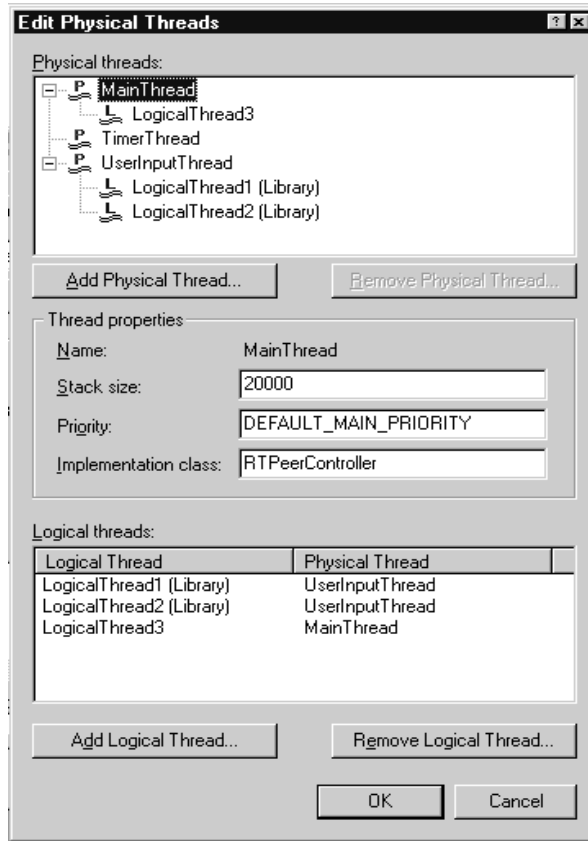 Edit Physical Threads
Physical threads:
P MainThread
L LogicalThread3
P TimerThread
P UserInputThread
L LogicalThread1 (Library)
L LogicalThread2 (Library)
Add Physical Thread... Remove Physical Thread...
Thread properties
Name: MainThread
Stack size: 20000
Priority: DEFAULT_MAIN_PRIORITY
Implementation class: RTPeerController
Logical threads:
Logical Thread Physical Thread
LogicalThread1 (Library) UserInputThread
LogicalThread2 (Library) UserInputThread
LogicalThread3 MainThread
Add Logical Thread... Remove Logical Thread...
OK Cancel